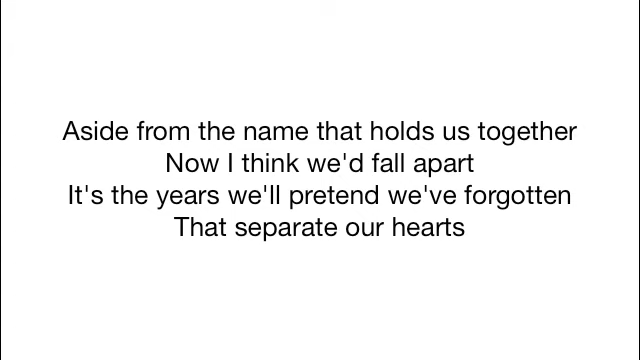 Aside from the name that holds us together
Now I think we'd fall apart
It's the years we'll pretend we've forgotten
That separate our hearts